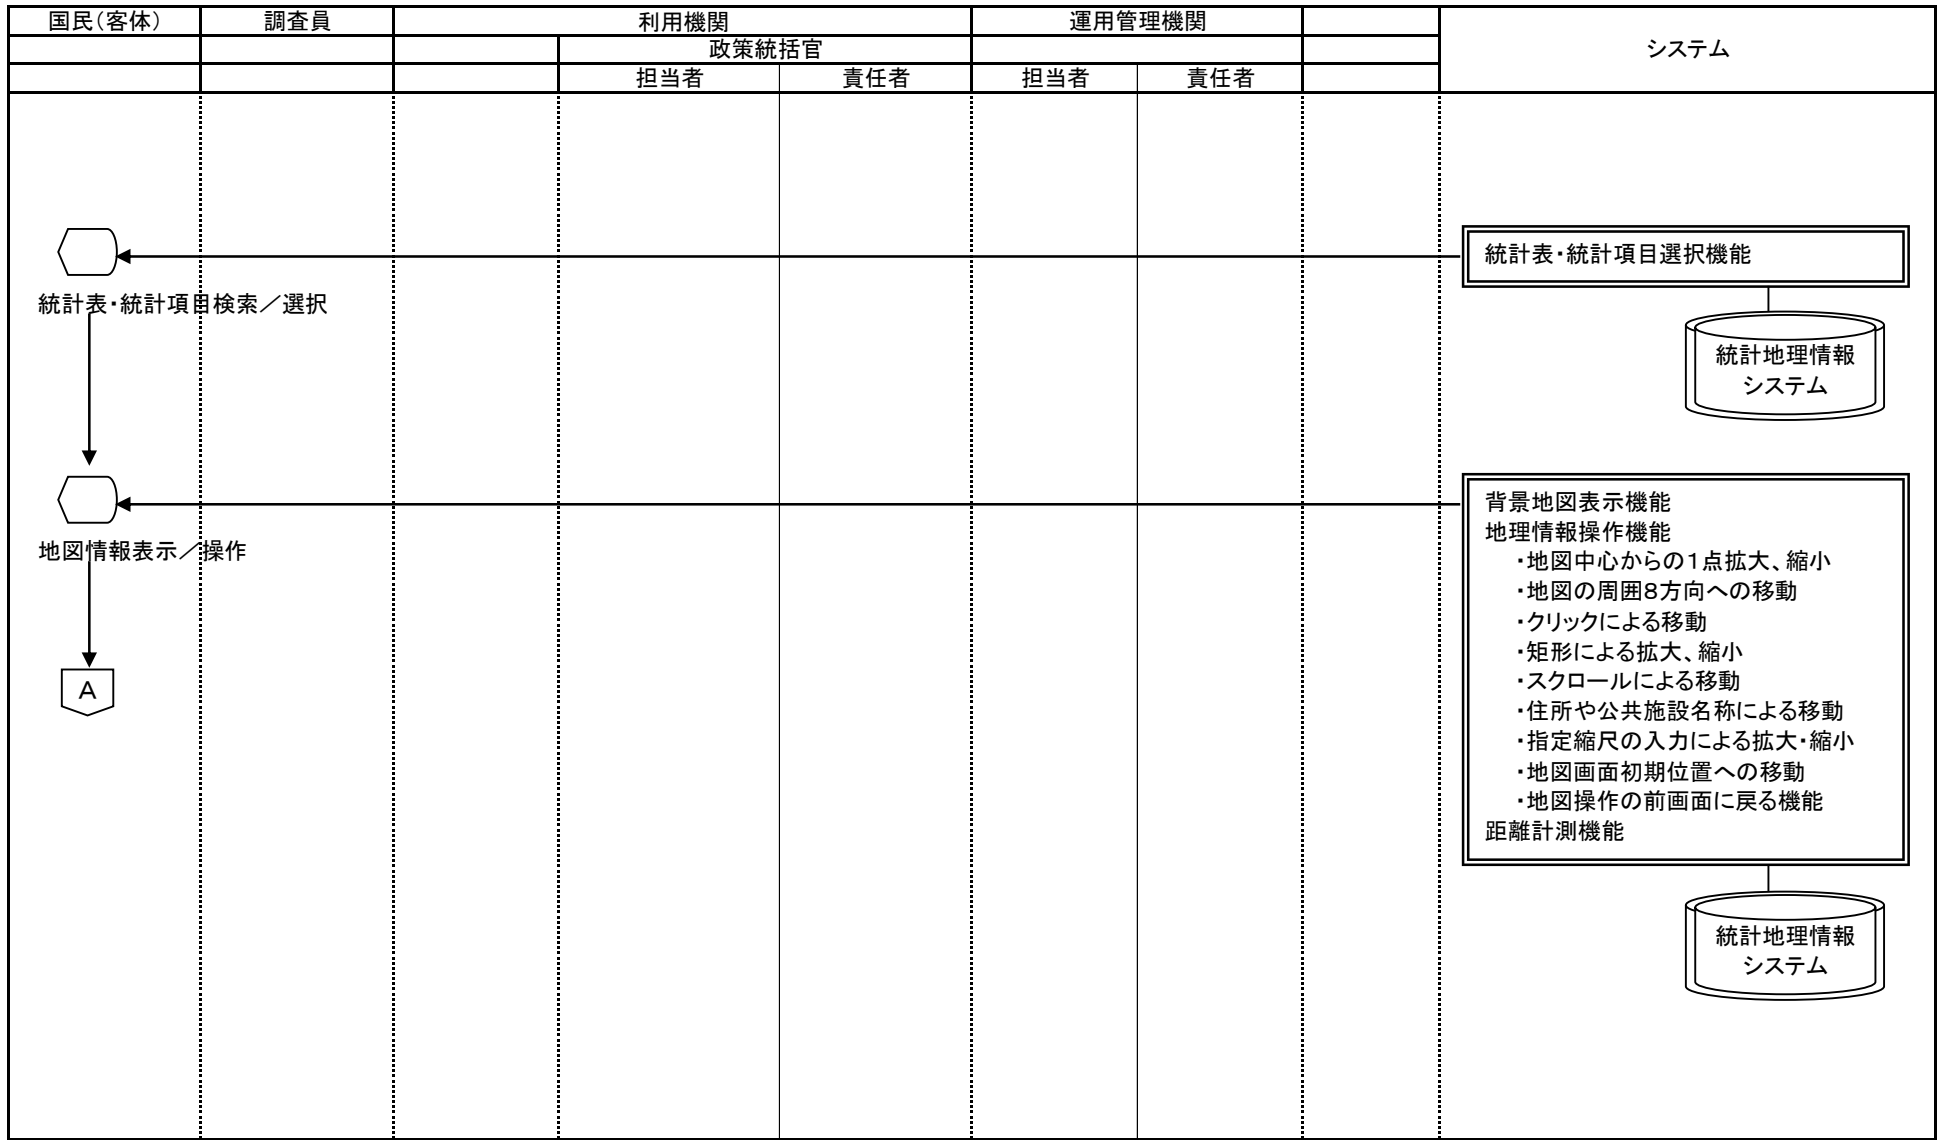 国民(客体)
調査員
利用機関
運用管理機関
政策統括官
システム
担当者
責任者
担当者
責任者
統計表・統計項目選択機能
統計表・統計項目検索／選択
統計地理情報
システム
背景地図表示機能
地理情報操作機能
・地図中心からの1点拡大、縮小
・地図の周囲8方向への移動
・クリックによる移動
・矩形による拡大、縮小
・スクロールによる移動
・住所や公共施設名称による移動
・指定縮尺の入力による拡大・縮小
・地図画面初期位置への移動
・地図操作の前画面に戻る機能
距離計測機能
地図情報表示／操作
A
統計地理情報
システム